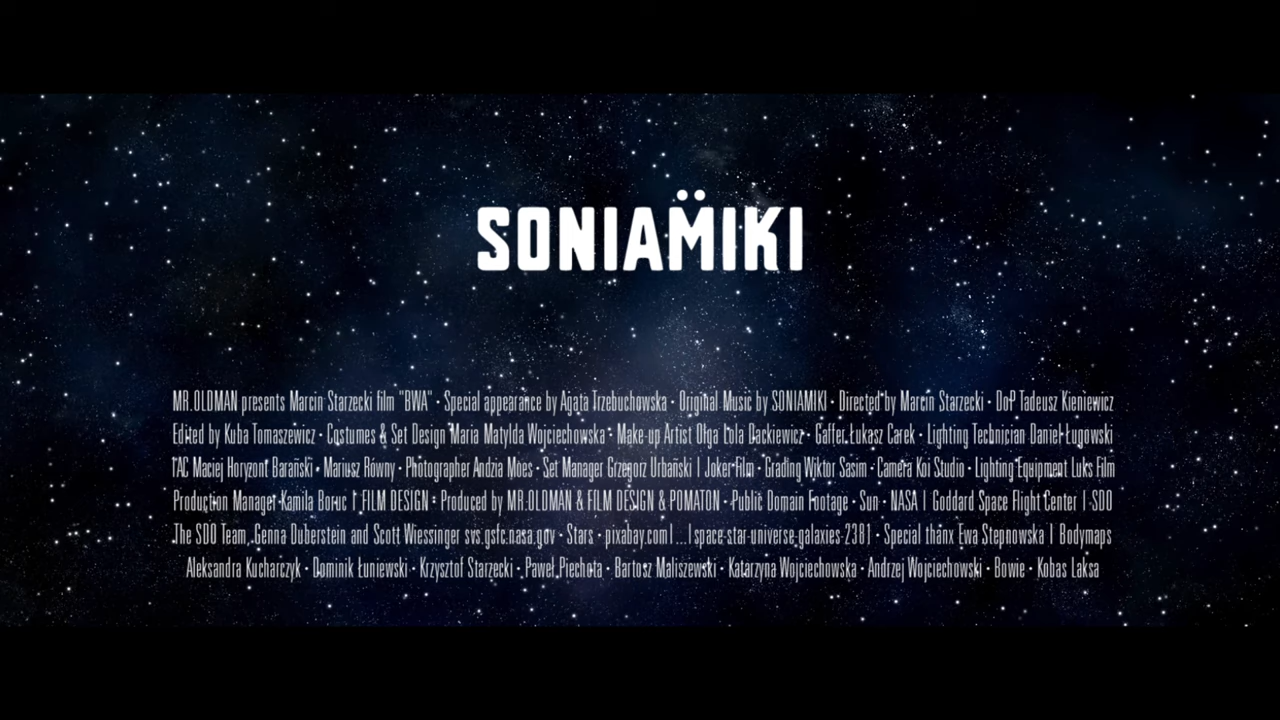 SONIAM̈IKI
MR.OLDMAN presents Marcin Starzecki film "BWA" • Special appearance by Agata Trzebuchowska • Original Music by SONIAMIKI • Directed by Marcin Starzecki • DoP Tadeusz Kieniewicz
Edited by Kuba Tomaszewicz • Costumes & Set Design Maria Matylda Wojciechowska • Make-up Artist Olga Lola Dackiewicz • Gaffer Łukasz Carek • Lighting Technician Daniel Ługowski
1AC Maciej Horyzont Barański • Mariusz Równy • Photographer Andzia Moes • Set Manager Grzegorz Urbański | Joker Film • Grading Wiktor Sasim • Camera Koi Studio • Lighting Equipment Luks Film
Production Manager Kamila Boruc | FILM DESIGN • Produced by MR.OLDMAN & FILM DESIGN & POMATON • Public Domain Footage • Sun • NASA | Goddard Space Flight Center | SDO
The SDO Team, Genna Duberstein and Scott Wiessinger svs.gsfc.nasa.gov • Stars • pixabay.com|...|space-star-universe-galaxies-2381 • Special thanx Ewa Stepnowska | Bodymaps
Aleksandra Kucharczyk • Dominik Łuniewski • Krzysztof Starzecki • Paweł Piechota • Bartosz Maliszewski • Katarzyna Wojciechowska • Andrzej Wojciechowski • Bowie • Kobas Laksa